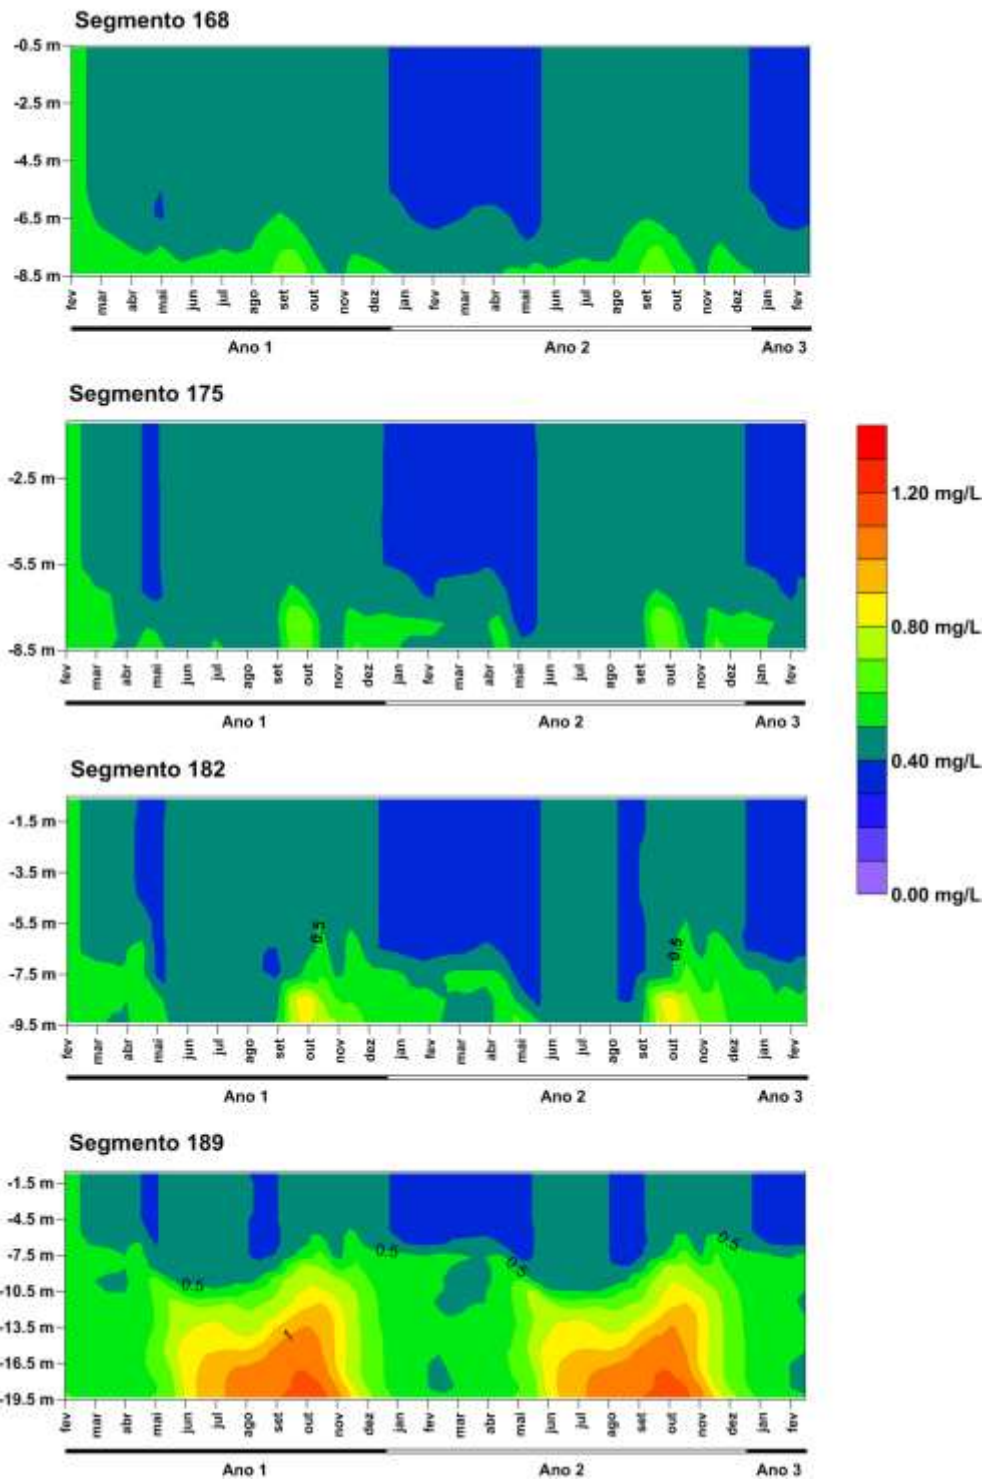 Segmento 168
-0.5 m
-2.5 m
-4.5 m
-6.5 m
-8.5 m
fev mar abr mai jun jul ago set out nov dez jan fev mar abr mai jun jul ago set out nov dez jan fev
Ano 1 Ano 2 Ano 3
Segmento 175
-2.5 m
-5.5 m
-8.5 m
fev mar abr mai jun jul ago set out nov dez jan fev mar abr mai jun jul ago set out nov dez jan fev
Ano 1 Ano 2 Ano 3
1.20 mg/L
0.80 mg/L
0.40 mg/L
0.00 mg/L
Segmento 182
-1.5 m
-3.5 m
-5.5 m
-7.5 m
-9.5 m
0.5 0.5
fev mar abr mai jun jul ago set out nov dez jan fev mar abr mai jun jul ago set out nov dez jan fev
Ano 1 Ano 2 Ano 3
Segmento 189
-1.5 m
-4.5 m
-7.5 m
-10.5 m
-13.5 m
-16.5 m
-19.5 m
0.5 0.5 0.5 0.5
1
fev mar abr mai jun jul ago set out nov dez jan fev mar abr mai jun jul ago set out nov dez jan fev
Ano 1 Ano 2 Ano 3